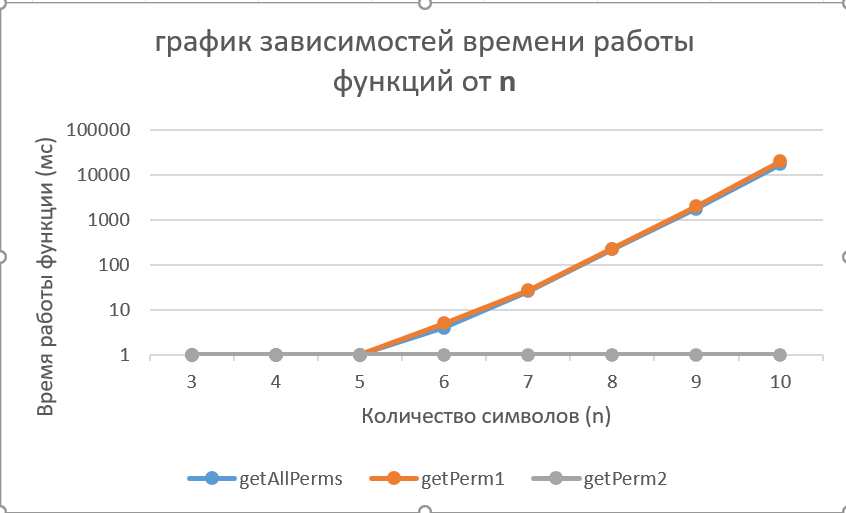 график зависимостей времени работы
функций от n
Время работы функции (мс)
100000
10000
1000
100
10
1
3 4 5 6 7 8 9 10
Количество символов (n)
getAllPerms getPerm1 getPerm2